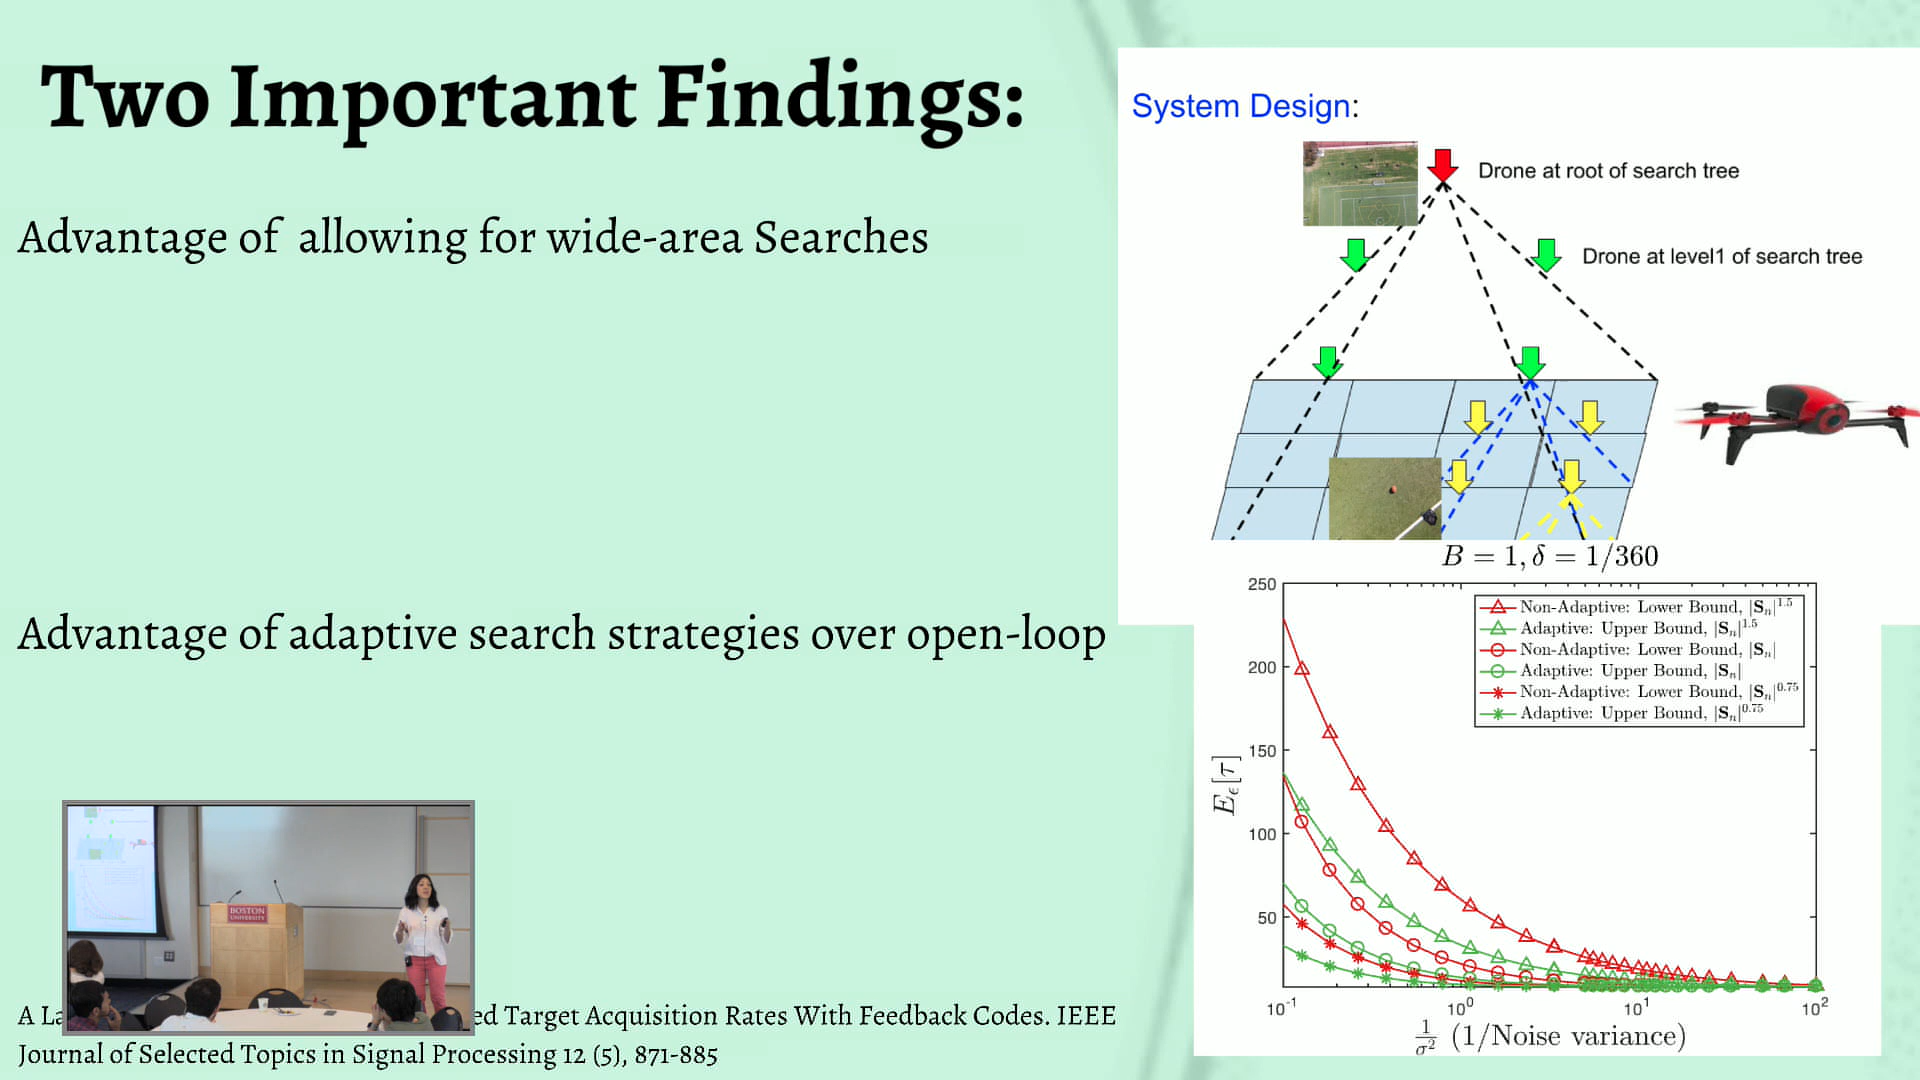 Two Important Findings:
Advantage of allowing for wide-area Searches
Advantage of adaptive search strategies over open-loop
System Design:
Drone at root of search tree
Drone at level1 of search tree
B = 1, δ = 1/360
250
200
150
100
50
E_ϵ[τ]
Non-Adaptive: Lower Bound, |S_n|^1.5
Adaptive: Upper Bound, |S_n|^1.5
Non-Adaptive: Lower Bound, |S_n|
Adaptive: Upper Bound, |S_n|
Non-Adaptive: Lower Bound, |S_n|^0.75
Adaptive: Upper Bound, |S_n|^0.75
10^-1 10^0 10^1 10^2
1/σ² (1/Noise variance)
BOSTON
UNIVERSITY
A La
ed Target Acquisition Rates With Feedback Codes. IEEE
Journal of Selected Topics in Signal Processing 12 (5), 871-885